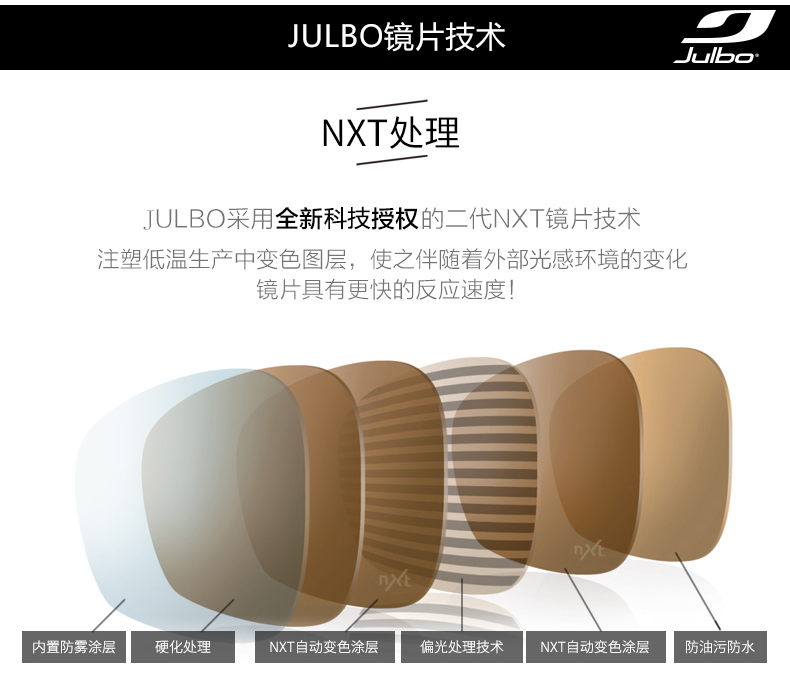 JULBO镜片技术
Julbo
NXT处理
JULBO采用全新科技授权的二代NXT镜片技术
注塑低温生产中变色图层，使之伴随着外部光感环境的变化
镜片具有更快的反应速度！
nXt
nXt
内置防雾涂层
硬化处理
NXT自动变色涂层
偏光处理技术
NXT自动变色涂层
防油污防水